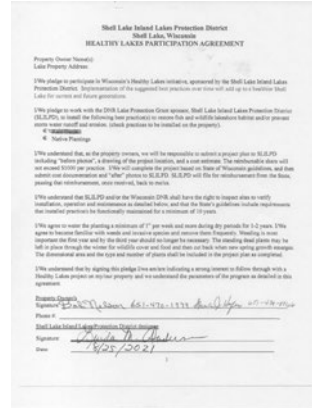 Shell Lake Inland Lakes Protection District
Shell Lake, Wisconsin
HEALTHY LAKES PARTICIPATION AGREEMENT
Property Owner Name(s)
Lake Property Address:
I/We pledge to participate in Wisconsin's Healthy Lakes initiative, sponsored by the Shell Lake Inland Lakes
Protection District. Implementation of the suggested best practices over time will add up to a healthier Shell
Lake for current and future generations.
I/We pledge to work with the DNR Lake Protection Grant sponsor, Shell Lake Inland Lakes Protection District
(SLILPD), to install the following best practice(s) to restore fish and wildlife lakeshore habitat and/or prevent
storm water runoff and erosion. (check practices to be installed on the property)
Native Plantings
I/We understand that, as the property owners, we will be responsible to submit a project plan to SLILPD
including "before photos", a drawing of the project location, and a cost estimate. The reimbursable share will
not exceed $1000 per practice. I/We will complete the project based on State of Wisconsin guidelines, and then
submit cost documentation and "after" photos to SLILPD. SLILPD will file for reimbursement from the State,
passing that reimbursement, once received, back to me/us.
I/We understand that SLILPD and/or the Wisconsin DNR shall have the right to inspect sites to verify
installation, operation and maintenance as detailed below, and that the State's guidelines include requirements
that installed practice/s be functionally maintained for a minimum of 10 years.
I/We agree to water the planting a minimum of 1" per week and more during dry periods for 1-2 years. I/We
agree to become familiar with weeds and invasive species and remove them frequently. Weeding is most
important the first year and by the third year should no longer be necessary. The standing dead plants may be
left in place through the winter for wildlife cover and food and then cut back when new spring growth emerges.
The dimensional area and the type and number of plants shall be included in the project plan as completed.
I/We understand that by signing this pledge I/we are/am indicating a strong interest to follow through with a
Healthy Lakes project on my/our property and we understand the parameters of the program as detailed in this
agreement.
Property Owner/s
Signature 651-470-1999
Phone #:
Shell Lake Inland Lakes Protection District designee
Signature
Date: 8/25/2021
1